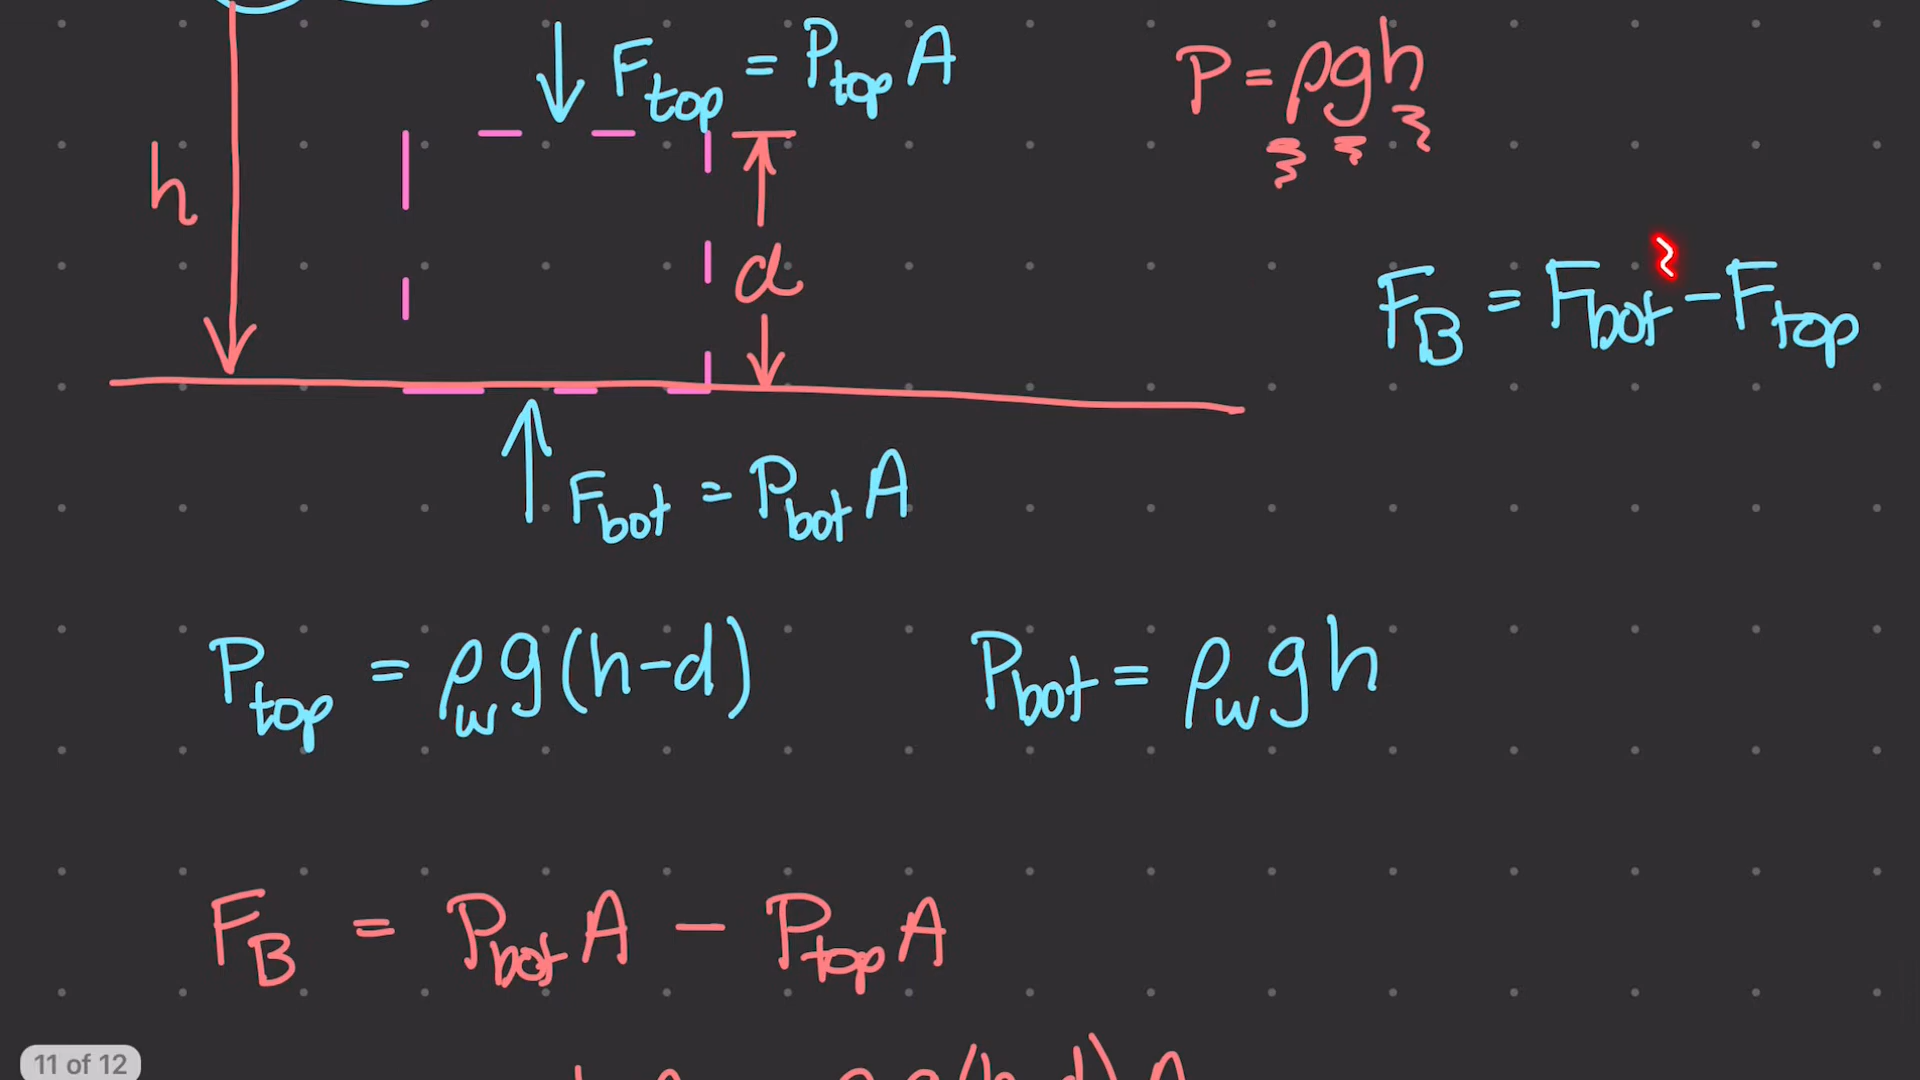 F_top = P_top A
P = ρgh
h
d
F_B = F_bot - F_top
F_bot = P_bot A
P_top = ρ_w g(h-d)
P_bot = ρ_w gh
F_B = P_bot A - P_top A
g(h-d) A
11 of 12